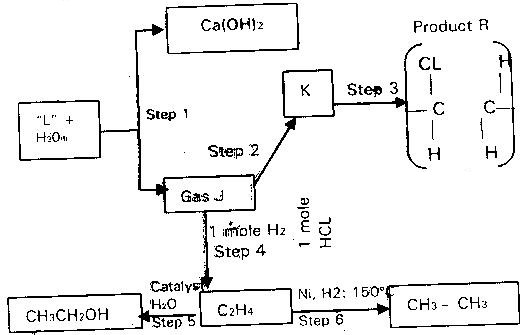 Ca(OH)2
Product R
CL
H
C
C
H
H
K
Step 3
"L" +
H2O(l)
Step 1
Step 2
Gas J
1 mole H2
Step 4
1 mole
HCL
Catalyst
H2O
Step 5
CH3CH2OH
C2H4
Ni, H2; 150°C
Step 6
CH3 – CH3